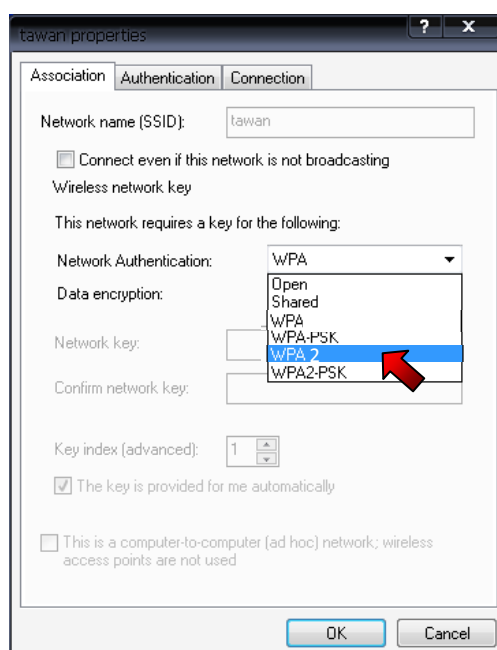 tawan properties
? x
Association Authentication Connection
Network name (SSID): tawan
Connect even if this network is not broadcasting
Wireless network key
This network requires a key for the following:
Network Authentication: WPA
Data encryption:
Open
Shared
WPA
WPA-PSK
WPA 2
WPA2-PSK
Network key:
Confirm network key:
Key index (advanced): 1
The key is provided for me automatically
This is a computer-to-computer (ad hoc) network; wireless
access points are not used
OK Cancel